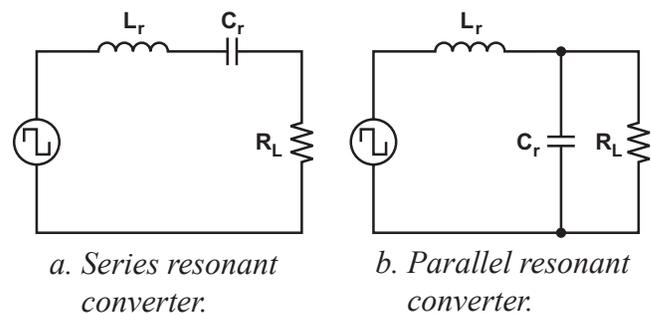 Lr
Cr
RL
a. Series resonant
converter.
Lr
Cr
RL
b. Parallel resonant
converter.